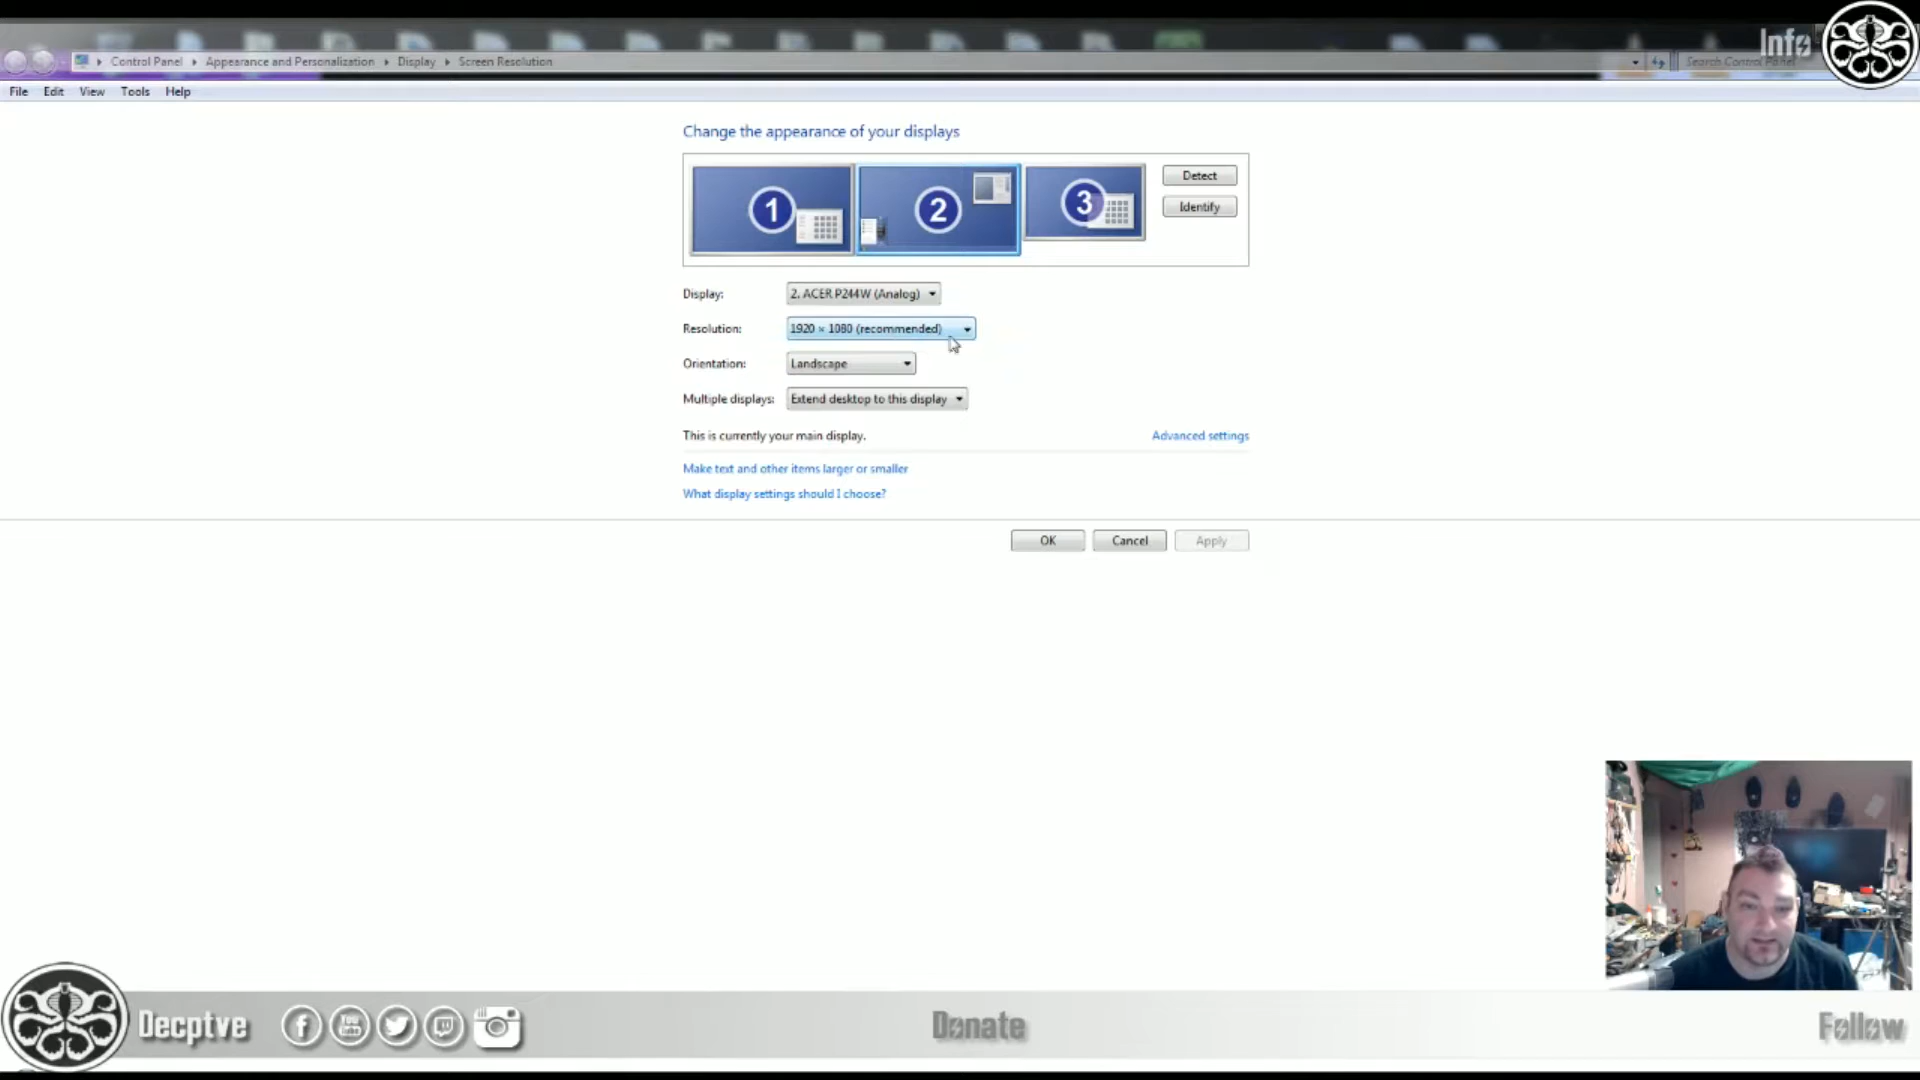 Info
Control Panel ▸ Appearance and Personalization ▸ Display ▸ Screen Resolution
Search Control Panel
File Edit View Tools Help
Change the appearance of your displays
1 2 3
Detect
Identify
Display: 2. ACER P244W (Analog)
Resolution: 1920 × 1080 (recommended)
Orientation: Landscape
Multiple displays: Extend desktop to this display
This is currently your main display. Advanced settings
Make text and other items larger or smaller
What display settings should I choose?
OK Cancel Apply
Decptve Donate Follow